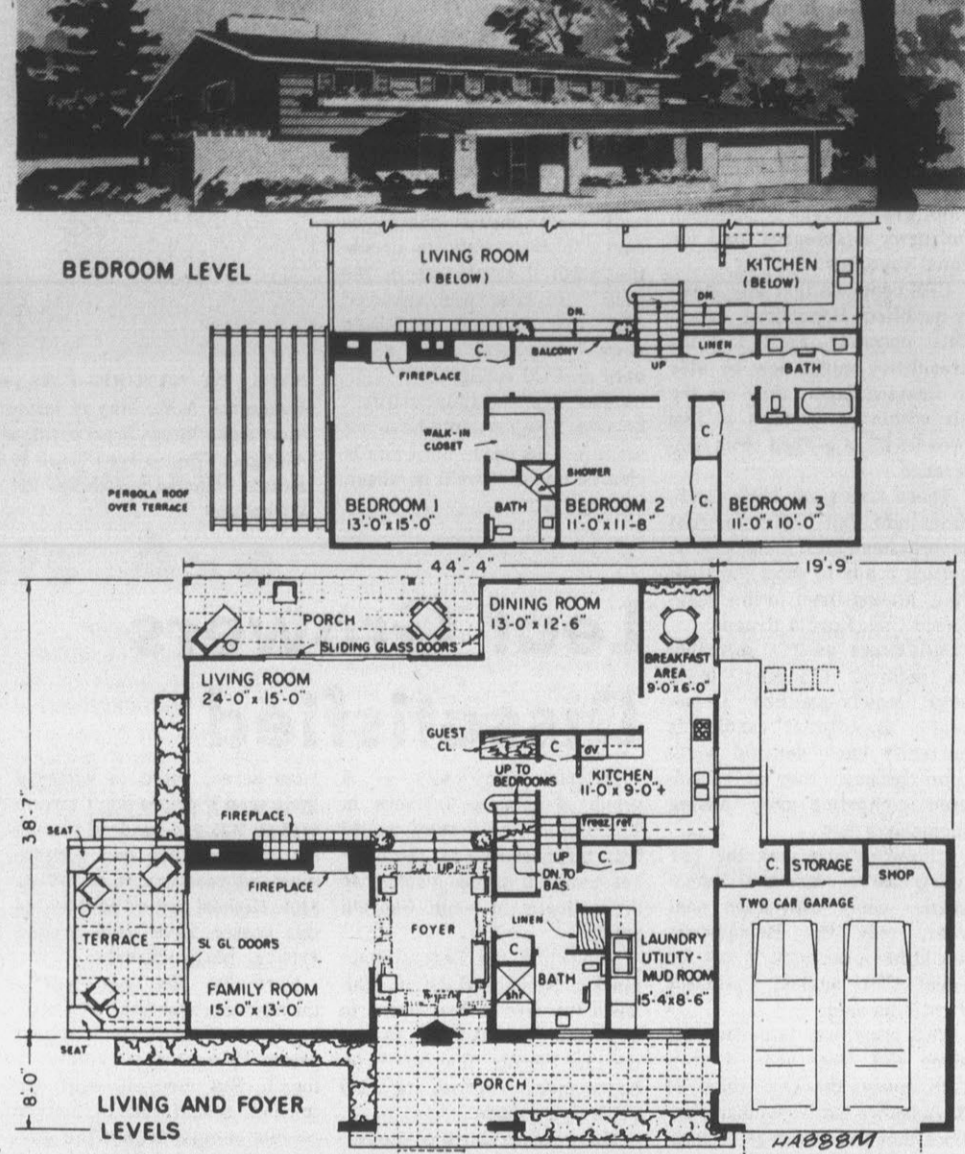 BEDROOM LEVEL
LIVING ROOM
(BELOW)
KITCHEN
(BELOW)
DN.
DN.
C.
BALCONY
UP
LINEN
BATH
FIREPLACE
WALK-IN
CLOSET
C.
SHOWER
PERGOLA ROOF
OVER TERRACE
BEDROOM 1
13'-0"x15'-0"
BATH
BEDROOM 2
11'-0"x11'-8"
C.
BEDROOM 3
11'-0"x10'-0"
44'-4"
19'-9"
PORCH
DINING ROOM
13'-0"x12'-6"
SLIDING GLASS DOORS
BREAKFAST
AREA
9'-0"x6'-0"
LIVING ROOM
24'-0"x15'-0"
GUEST
CL.
C.
ov
UP TO
BEDROOMS
KITCHEN
11'-0"x9'-0"+
38'-7"
SEAT
FIREPLACE
freez.
ref.
FIREPLACE
UP
UP
C.
DN. TO
BAS.
STORAGE
SHOP
TWO CAR GARAGE
TERRACE
SL GL DOORS
FOYER
LINEN
C.
BATH
shr
LAUNDRY
UTILITY-
MUD ROOM
15'-4x8'-6"
FAMILY ROOM
15'-0"x13'-0"
SEAT
8'-0"
PORCH
LIVING AND FOYER
LEVELS
HA888M